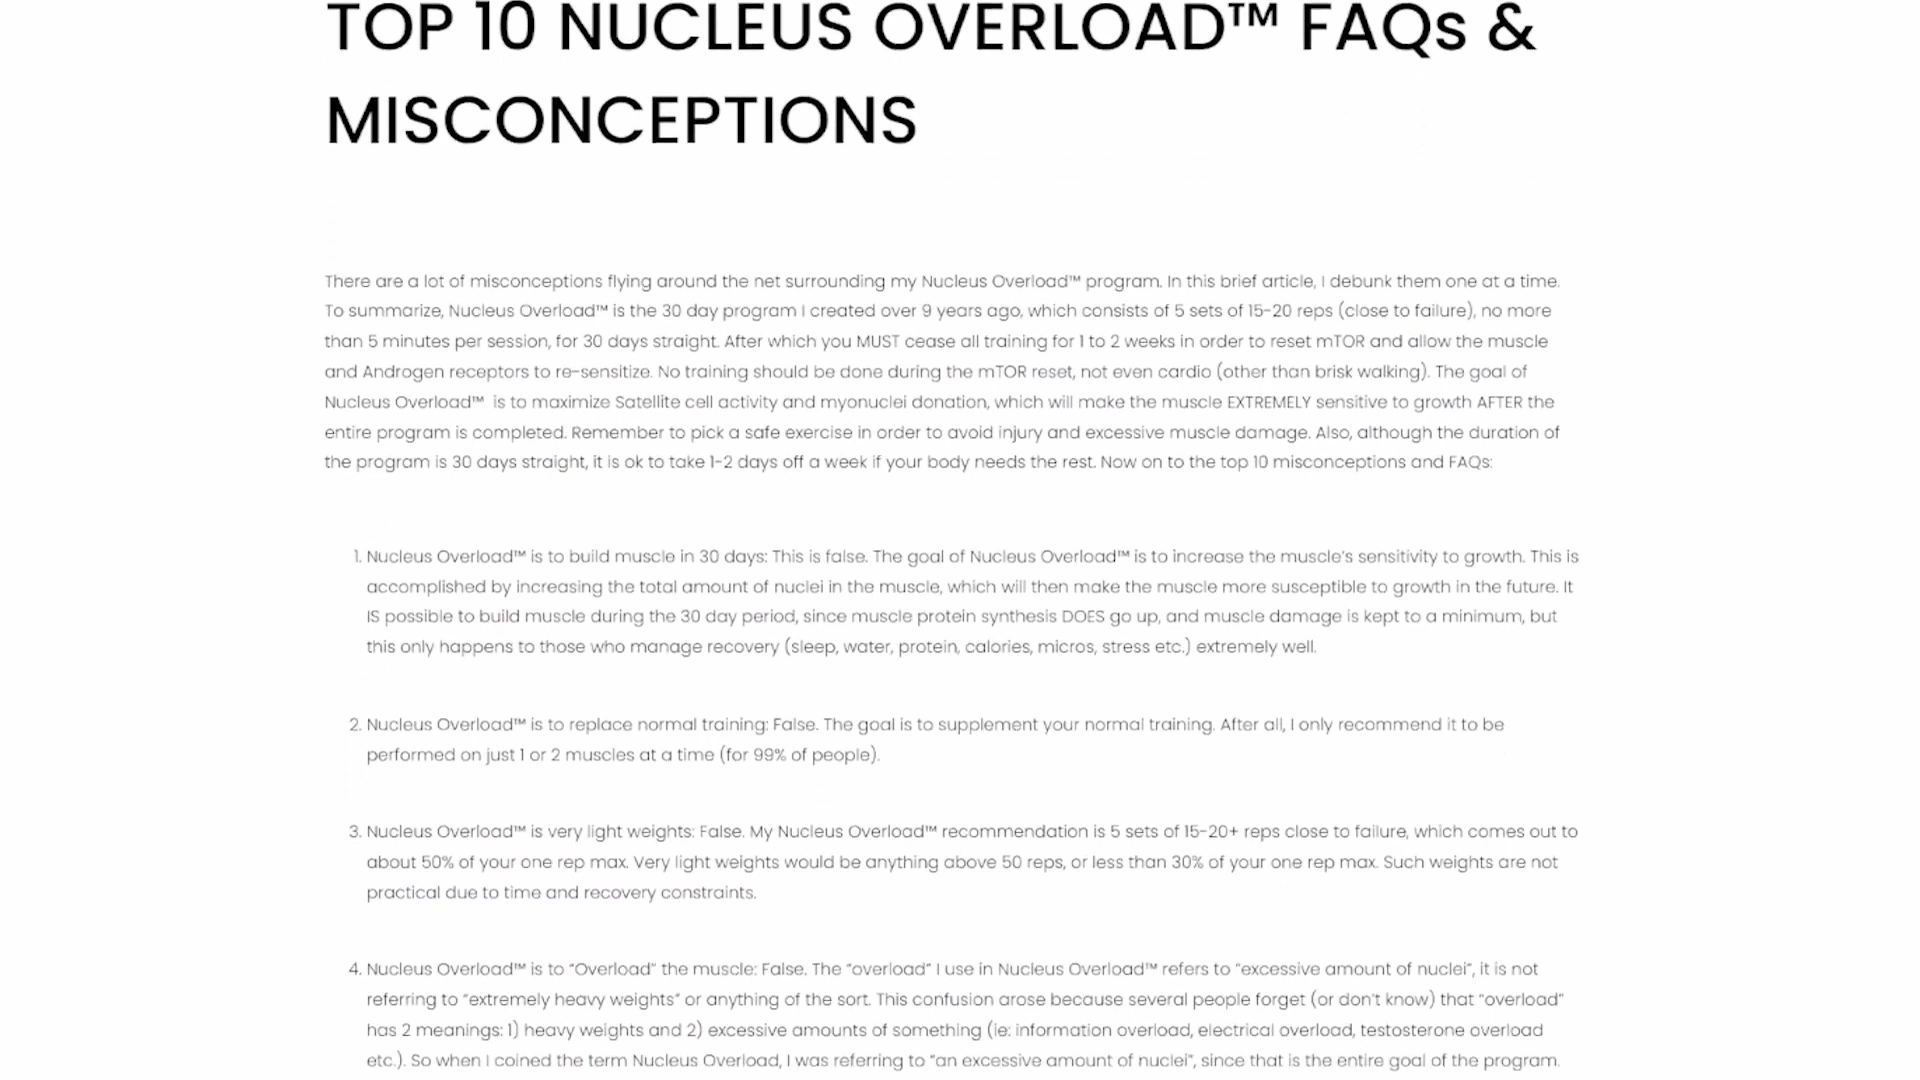 TOP 10 NUCLEUS OVERLOAD™ FAQs &
MISCONCEPTIONS
There are a lot of misconceptions flying around the net surrounding my Nucleus Overload™ program. In this brief article, I debunk them one at a time.
To summarize, Nucleus Overload™ is the 30 day program I created over 9 years ago, which consists of 5 sets of 15-20 reps (close to failure), no more
than 5 minutes per session, for 30 days straight. After which you MUST cease all training for 1 to 2 weeks in order to reset mTOR and allow the muscle
and Androgen receptors to re-sensitize. No training should be done during the mTOR reset, not even cardio (other than brisk walking). The goal of
Nucleus Overload™ is to maximize Satellite cell activity and myonuclei donation, which will make the muscle EXTREMELY sensitive to growth AFTER the
entire program is completed. Remember to pick a safe exercise in order to avoid injury and excessive muscle damage. Also, although the duration of
the program is 30 days straight, it is ok to take 1-2 days off a week if your body needs the rest. Now on to the top 10 misconceptions and FAQs:
1. Nucleus Overload™ is to build muscle in 30 days: This is false. The goal of Nucleus Overload™ is to increase the muscle's sensitivity to growth. This is
accomplished by increasing the total amount of nuclei in the muscle, which will then make the muscle more susceptible to growth in the future. It
IS possible to build muscle during the 30 day period, since muscle protein synthesis DOES go up, and muscle damage is kept to a minimum, but
this only happens to those who manage recovery (sleep, water, protein, calories, micros, stress etc.) extremely well.
2. Nucleus Overload™ is to replace normal training: False. The goal is to supplement your normal training. After all, I only recommend it to be
performed on just 1 or 2 muscles at a time (for 99% of people).
3. Nucleus Overload™ is very light weights: False. My Nucleus Overload™ recommendation is 5 sets of 15-20+ reps close to failure, which comes out to
about 50% of your one rep max. Very light weights would be anything above 50 reps, or less than 30% of your one rep max. Such weights are not
practical due to time and recovery constraints.
4. Nucleus Overload™ is to “Overload” the muscle: False. The “overload” I use in Nucleus Overload™ refers to “excessive amount of nuclei”, it is not
referring to “extremely heavy weights” or anything of the sort. This confusion arose because several people forget (or don't know) that “overload”
has 2 meanings: 1) heavy weights and 2) excessive amounts of something (ie: information overload, electrical overload, testosterone overload
etc.). So when I coined the term Nucleus Overload, I was referring to “an excessive amount of nuclei”, since that is the entire goal of the program.